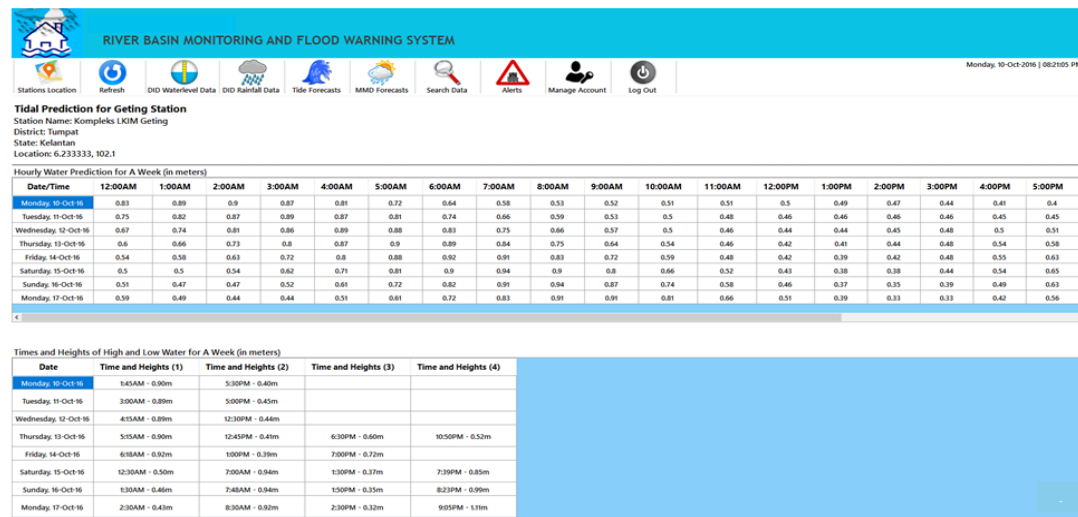 RIVER BASIN MONITORING AND FLOOD WARNING SYSTEM
Monday, 10-Oct-2016 | 08:21:05 PM
Stations Location Refresh DID Waterlevel Data DID Rainfall Data Tide Forecasts MMD Forecasts Search Data Alerts Manage Account Log Out
Tidal Prediction for Geting Station
Station Name: Kompleks LKIM Geting
District: Tumpat
State: Kelantan
Location: 6.233333, 102.1
Hourly Water Prediction for A Week (in meters)
Date/Time 12:00AM 1:00AM 2:00AM 3:00AM 4:00AM 5:00AM 6:00AM 7:00AM 8:00AM 9:00AM 10:00AM 11:00AM 12:00PM 1:00PM 2:00PM 3:00PM 4:00PM 5:00PM
Monday, 10-Oct-16 0.83 0.89 0.9 0.87 0.81 0.72 0.64 0.58 0.53 0.52 0.51 0.51 0.5 0.49 0.47 0.44 0.41 0.4
Tuesday, 11-Oct-16 0.75 0.82 0.87 0.89 0.87 0.81 0.74 0.66 0.59 0.53 0.5 0.48 0.46 0.46 0.46 0.46 0.45 0.45
Wednesday, 12-Oct-16 0.67 0.74 0.81 0.86 0.89 0.88 0.83 0.75 0.66 0.57 0.5 0.46 0.44 0.44 0.45 0.48 0.5 0.51
Thursday, 13-Oct-16 0.6 0.66 0.73 0.8 0.87 0.9 0.89 0.84 0.75 0.64 0.54 0.46 0.42 0.41 0.44 0.48 0.54 0.58
Friday, 14-Oct-16 0.54 0.58 0.63 0.72 0.8 0.88 0.92 0.91 0.83 0.72 0.59 0.48 0.42 0.39 0.42 0.48 0.55 0.63
Saturday, 15-Oct-16 0.5 0.5 0.54 0.62 0.71 0.81 0.9 0.94 0.9 0.8 0.66 0.52 0.43 0.38 0.38 0.44 0.54 0.65
Sunday, 16-Oct-16 0.51 0.47 0.47 0.52 0.61 0.72 0.82 0.91 0.94 0.87 0.74 0.58 0.46 0.37 0.35 0.39 0.49 0.63
Monday, 17-Oct-16 0.59 0.49 0.44 0.44 0.51 0.61 0.72 0.83 0.91 0.91 0.81 0.66 0.51 0.39 0.33 0.33 0.42 0.56
Times and Heights of High and Low Water for A Week (in meters)
Date Time and Heights (1) Time and Heights (2) Time and Heights (3) Time and Heights (4)
Monday, 10-Oct-16 1:45AM - 0.90m 5:30PM - 0.40m
Tuesday, 11-Oct-16 3:00AM - 0.89m 5:00PM - 0.45m
Wednesday, 12-Oct-16 4:15AM - 0.89m 12:30PM - 0.44m
Thursday, 13-Oct-16 5:15AM - 0.90m 12:45PM - 0.41m 6:30PM - 0.60m 10:50PM - 0.52m
Friday, 14-Oct-16 6:18AM - 0.92m 1:00PM - 0.39m 7:00PM - 0.72m
Saturday, 15-Oct-16 12:30AM - 0.50m 7:00AM - 0.94m 1:30PM - 0.37m 7:39PM - 0.85m
Sunday, 16-Oct-16 1:30AM - 0.46m 7:48AM - 0.94m 1:50PM - 0.35m 8:23PM - 0.99m
Monday, 17-Oct-16 2:30AM - 0.43m 8:30AM - 0.92m 2:30PM - 0.32m 9:05PM - 1.11m